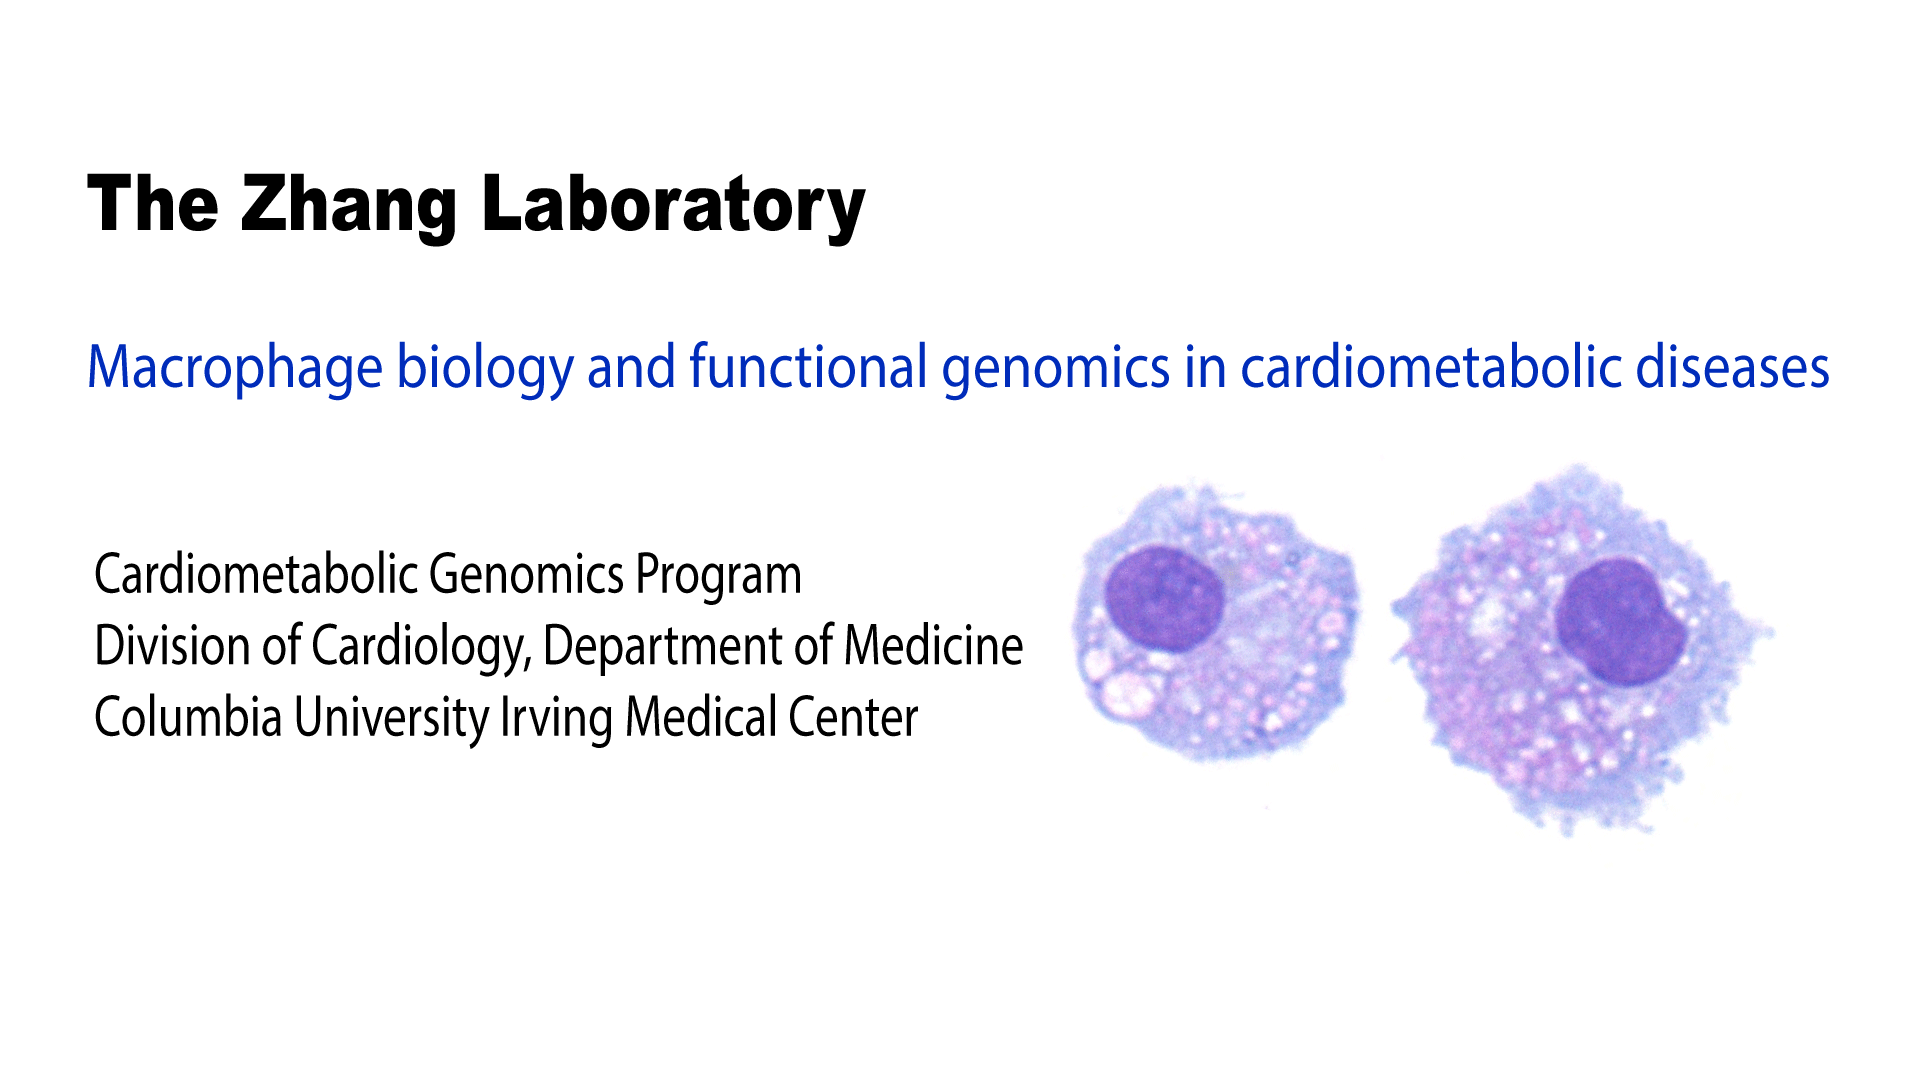 The Zhang Laboratory
Macrophage biology and functional genomics in cardiometabolic diseases
Cardiometabolic Genomics Program
Division of Cardiology, Department of Medicine
Columbia University Irving Medical Center